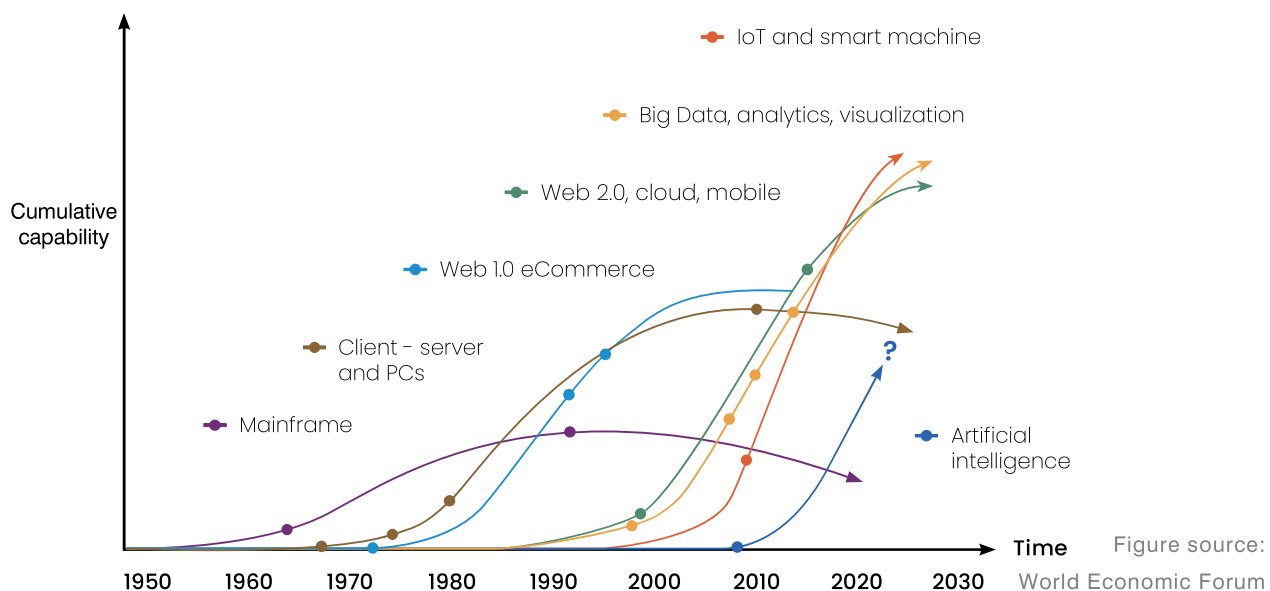 IoT and smart machine
Big Data, analytics, visualization
Web 2.0, cloud, mobile
Cumulative
capability
Web 1.0 eCommerce
Client - server
and PCs
?
Mainframe
Artificial
intelligence
Time
Figure source:
World Economic Forum
1950 1960 1970 1980 1990 2000 2010 2020 2030